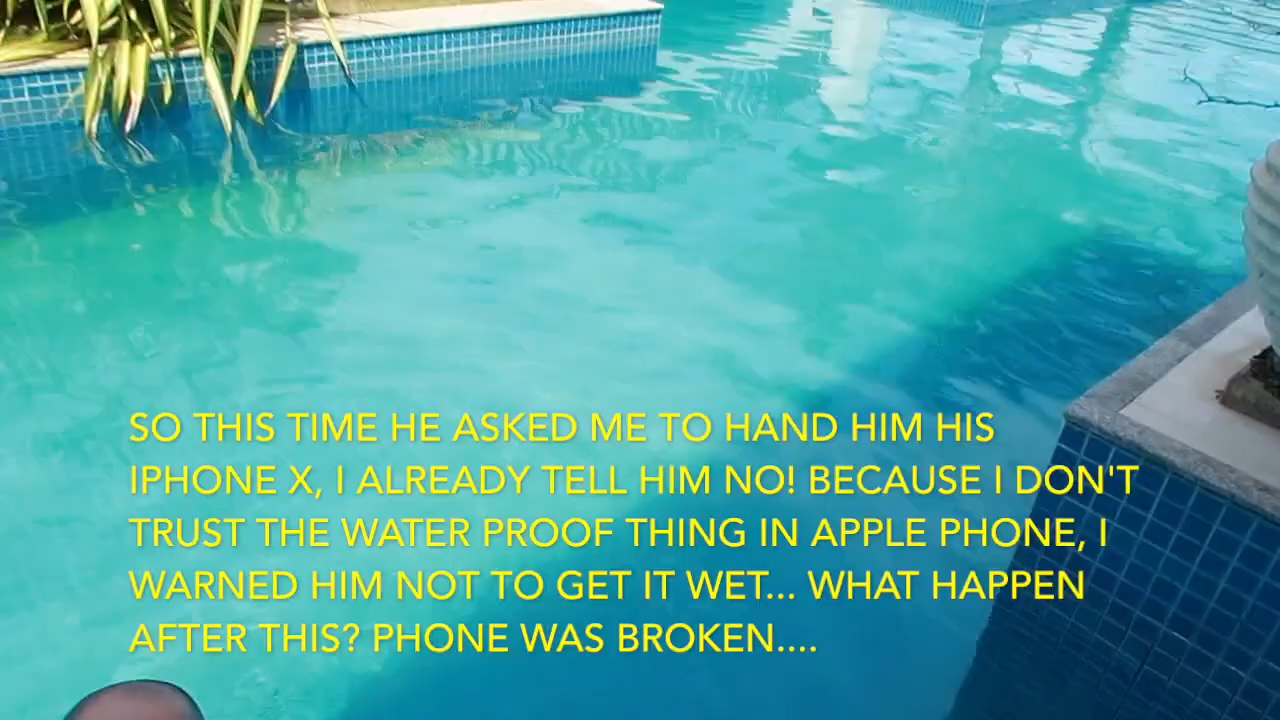 SO THIS TIME HE ASKED ME TO HAND HIM HIS
IPHONE X, I ALREADY TELL HIM NO! BECAUSE I DON'T
TRUST THE WATER PROOF THING IN APPLE PHONE, I
WARNED HIM NOT TO GET IT WET... WHAT HAPPEN
AFTER THIS? PHONE WAS BROKEN....